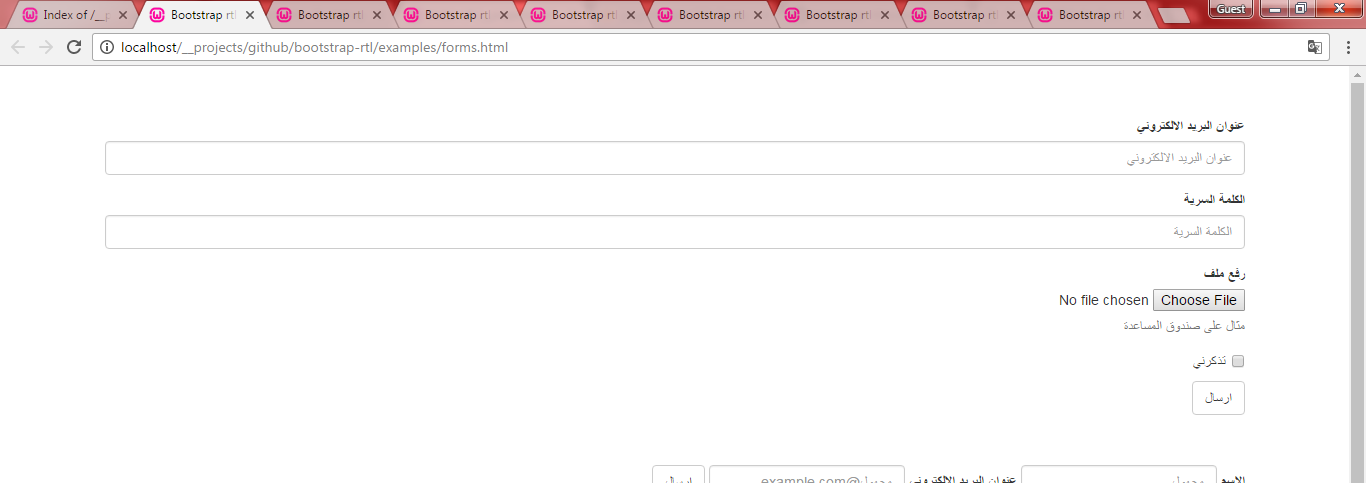 Index of /__p
Bootstrap rtl
Bootstrap rtl
Bootstrap rtl
Bootstrap rtl
Bootstrap rtl
Bootstrap rtl
Bootstrap rtl
Bootstrap rtl
Guest
localhost/__projects/github/bootstrap-rtl/examples/forms.html
عنوان البريد الالكتروني
عنوان البريد الالكتروني
الكلمة السرية
الكلمة السرية
رفع ملف
Choose File No file chosen
مثال على صندوق المساعدة
تذكرني
ارسال
الاسم عنوان البريد الالكتروني example.com@ ارسال